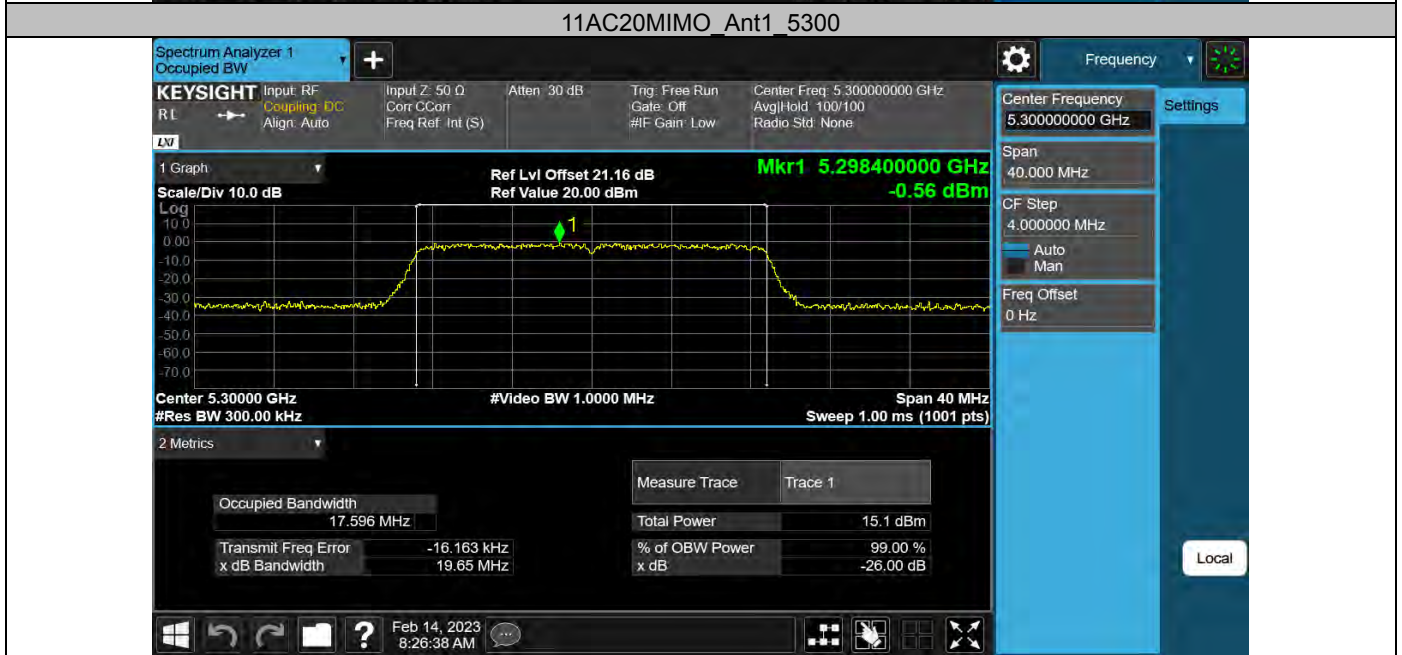 11AC20MIMO_Ant1_5300
Spectrum Analyzer 1
Occupied BW
Frequency
KEYSIGHT
RL
LXI
Input: RF
Coupling: DC
Align: Auto
Input Z: 50 Ω
Corr CCorr
Freq Ref: Int (S)
Atten: 30 dB
Trig: Free Run
Gate: Off
#IF Gain: Low
Center Freq: 5.300000000 GHz
Avg|Hold: 100/100
Radio Std: None
1 Graph
Scale/Div 10.0 dB
Ref Lvl Offset 21.16 dB
Ref Value 20.00 dBm
Mkr1 5.298400000 GHz
-0.56 dBm
Log
10.0
0.00
-10.0
-20.0
-30.0
-40.0
-50.0
-60.0
-70.0
1
Center 5.30000 GHz
#Res BW 300.00 kHz
#Video BW 1.0000 MHz
Span 40 MHz
Sweep 1.00 ms (1001 pts)
2 Metrics
Occupied Bandwidth
17.596 MHz
Transmit Freq Error -16.163 kHz
x dB Bandwidth 19.65 MHz
Measure Trace Trace 1
Total Power 15.1 dBm
% of OBW Power 99.00 %
x dB -26.00 dB
Center Frequency
5.300000000 GHz
Settings
Span
40.000 MHz
CF Step
4.000000 MHz
Auto
Man
Freq Offset
0 Hz
Local
?
Feb 14, 2023
8:26:38 AM